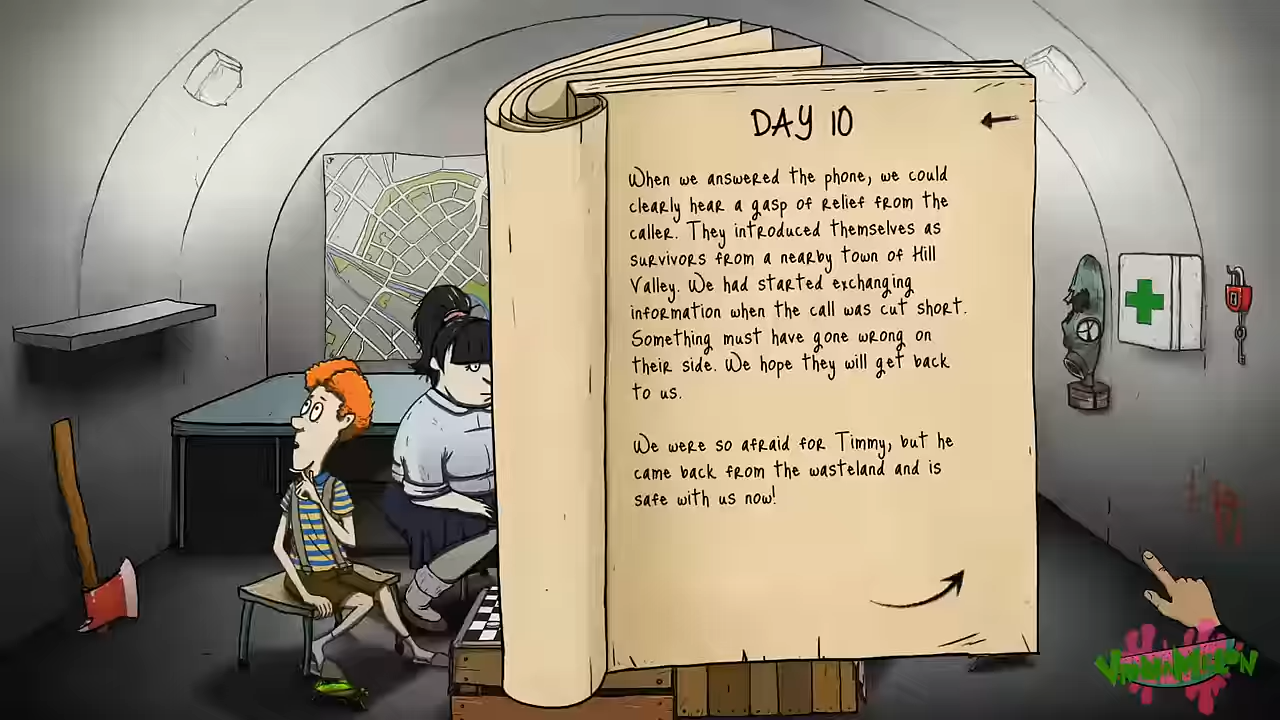 DAY 10
When we answered the phone, we could
clearly hear a gasp of relief from the
caller. They introduced themselves as
survivors from a nearby town of Hill
Valley. We had started exchanging
information when the call was cut short.
Something must have gone wrong on
their side. We hope they will get back
to us.
We were so afraid for Timmy, but he
came back from the wasteland and is
safe with us now!